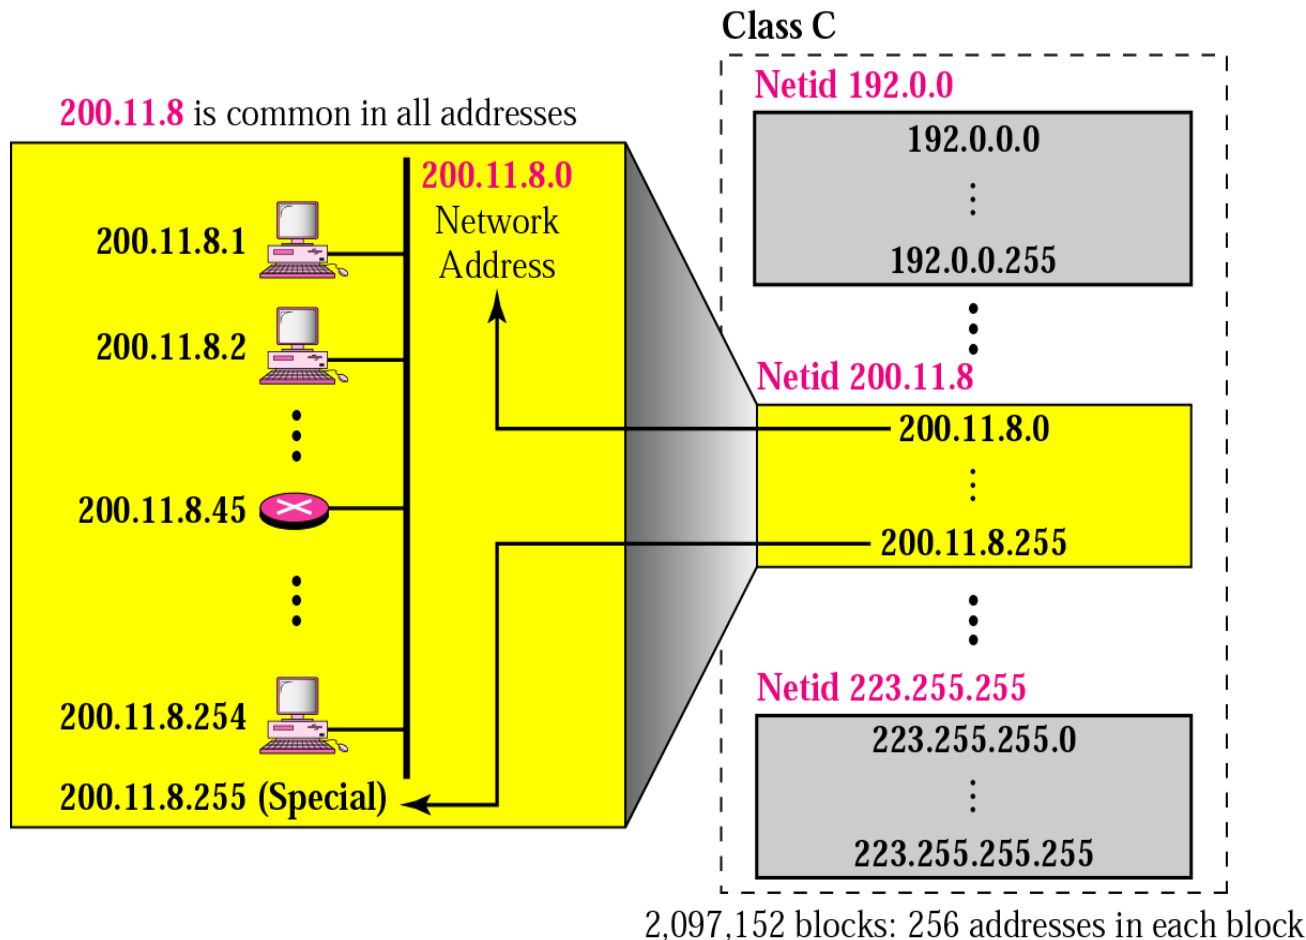 Class C
200.11.8 is common in all addresses
200.11.8.0
Network
Address
200.11.8.1
200.11.8.2
200.11.8.45
200.11.8.254
200.11.8.255 (Special)
Netid 192.0.0
192.0.0.0
192.0.0.255
Netid 200.11.8
200.11.8.0
200.11.8.255
Netid 223.255.255
223.255.255.0
223.255.255.255
2,097,152 blocks: 256 addresses in each block